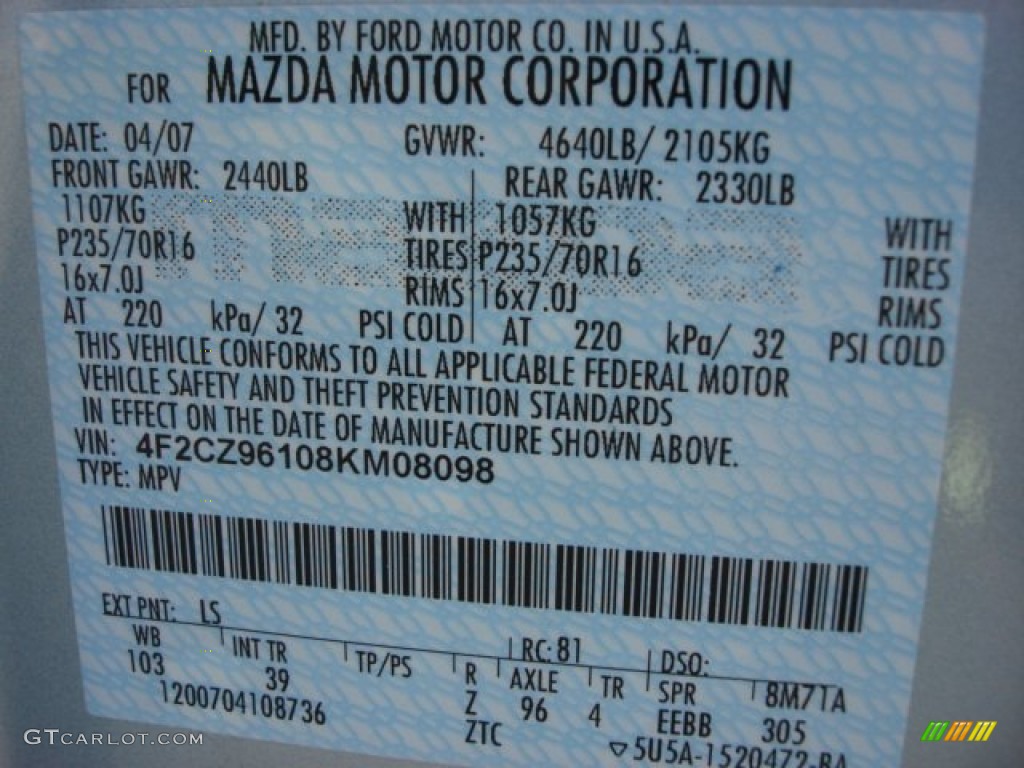 MFD. BY FORD MOTOR CO. IN U.S.A.
FOR MAZDA MOTOR CORPORATION
DATE: 04/07 GVWR: 4640LB/ 2105KG
FRONT GAWR: 2440LB REAR GAWR: 2330LB
1107KG WITH 1057KG WITH
P235/70R16 TIRES P235/70R16 TIRES
16x7.0J RIMS 16x7.0J RIMS
AT 220 kPa/ 32 PSI COLD AT 220 kPa/ 32 PSI COLD
THIS VEHICLE CONFORMS TO ALL APPLICABLE FEDERAL MOTOR
VEHICLE SAFETY AND THEFT PREVENTION STANDARDS
IN EFFECT ON THE DATE OF MANUFACTURE SHOWN ABOVE.
VIN: 4F2CZ96108KM08098
TYPE: MPV
EXT PNT: LS RC: 81 DSO:
WB INT TR TP/PS R AXLE TR SPR 8M71A
103 39 Z 96 4 EEBB 305
1200704108736 ZTC ▽5U5A-1520472-BA
GTCARLOT.COM